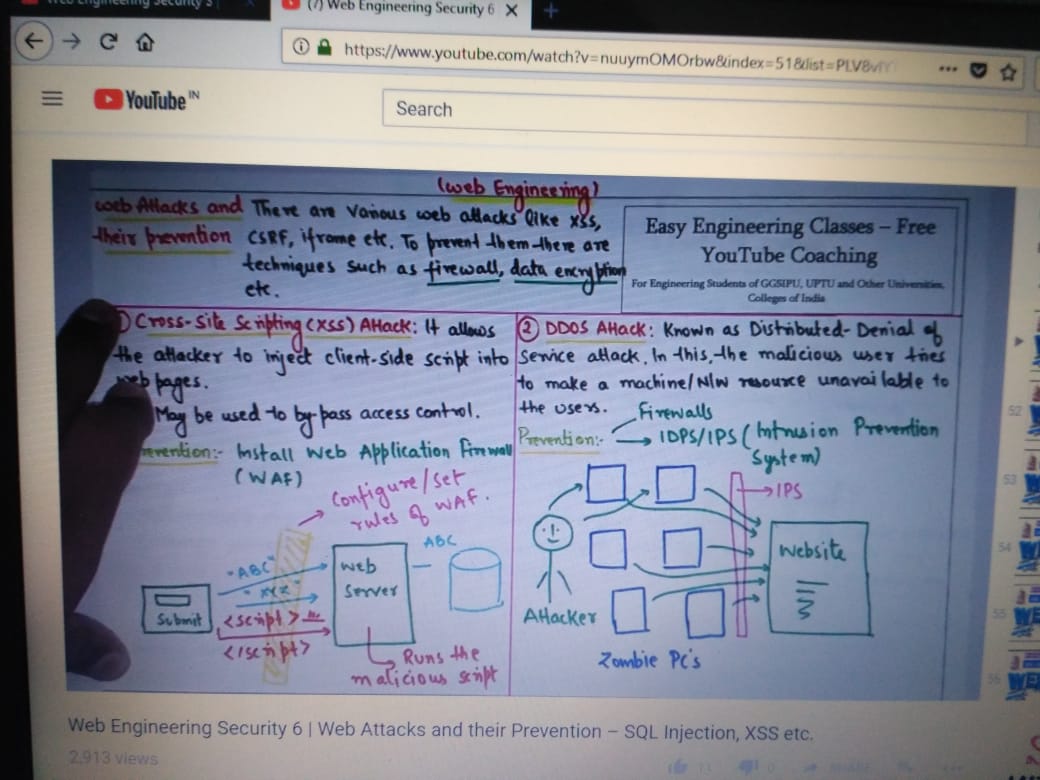 (7) Web Engineering Security 6
https://www.youtube.com/watch?v=nuuymOMOrbw&index=51&list=PLV8v
YouTube IN
Search
(Web Engineering)
Web Attacks and
their prevention
There are various web attacks like XSS,
CSRF, iframe etc. To prevent them there are
techniques such as firewall, data encryption
etc.
Easy Engineering Classes – Free
YouTube Coaching
For Engineering Students of GGSIPU, UPTU and Other Universities,
Colleges of India
Cross-Site Scripting (XSS) Attack: It allows
the attacker to inject client-side script into
web pages.
May be used to by-pass access control.
Prevention:- Install Web Application Firewall
(WAF)
Configure/set
rules of WAF.
"ABC"
"XYZ"
<script>
</script>
Submit
Web
Server
ABC
Runs the
malicious script
② DDOS Attack: Known as Distributed-Denial of
Service attack. In this, the malicious user tries
to make a machine/N/W resource unavailable to
the users.
Prevention:-
Firewalls
IDPS/IPS (Intrusion Prevention
System)
IPS
Attacker
Zombie PC's
Website
52
53
54
55
56
Web Engineering Security 6 | Web Attacks and their Prevention – SQL Injection, XSS etc.
2,913 views
11
0
SHARE